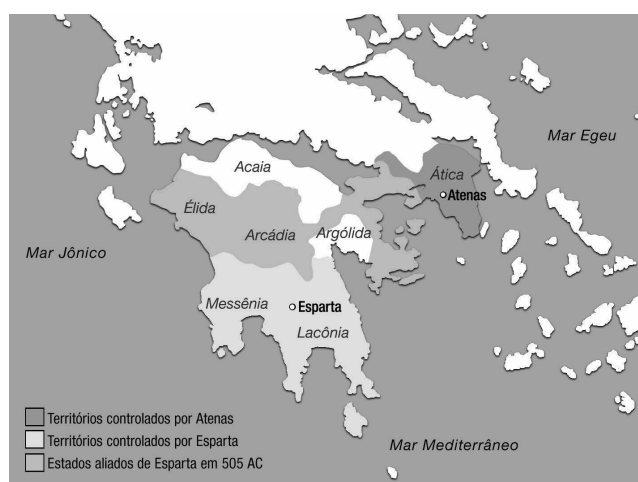 Mar Egeu
Acaia
Ática
Atenas
Élida
Arcádia
Argólida
Mar Jônico
Messênia
Esparta
Lacônia
Territórios controlados por Atenas
Territórios controlados por Esparta
Estados aliados de Esparta em 505 AC
Mar Mediterrâneo